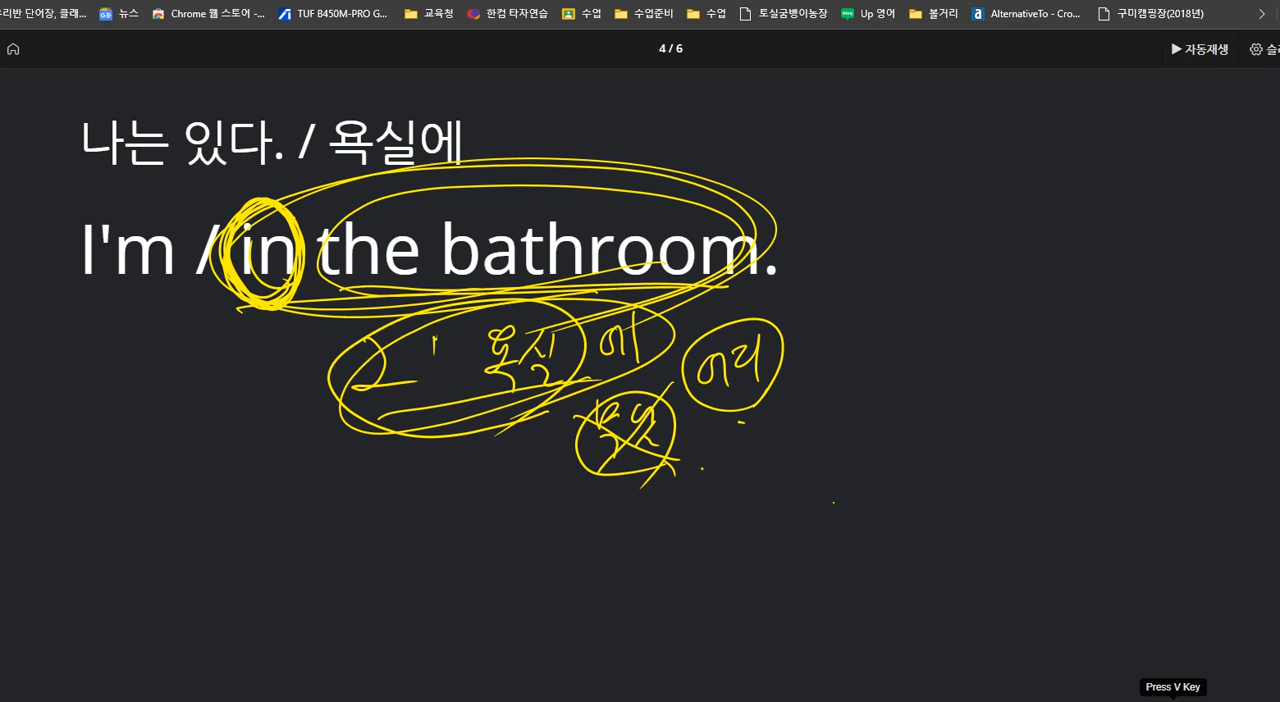 우리반 단어장, 클래... 뉴스 Chrome 웹 스토어 -... TUF B450M-PRO G... 교육청 한컴 타자연습 수업 수업준비 수업 토실굼벵이농장 Up 영어 볼거리 AlternativeTo - Cro... 구미캠핑장(2018년)
4 / 6 ▶ 자동재생
나는 있다. / 욕실에
I'm / in the bathroom.
그 욕실 에
어디
무엇
Press V Key